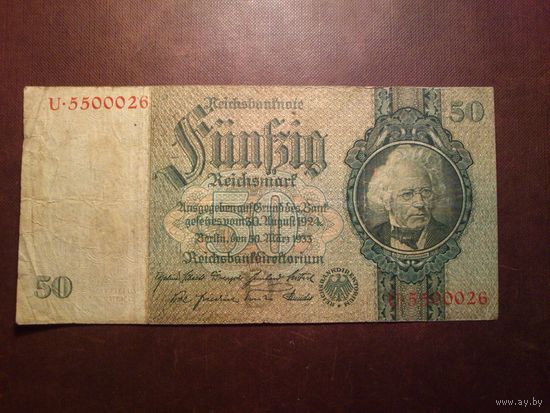 U·5500026
50
Reichsbanknote
Fünfzig
Reichsmark
50
Ausgegeben auf Grund des Bank-
gesetzes vom 30. August 1924
Berlin, den 30. März 1933
Reichsbankdirektorium
50
U·5500026
www.ay.by